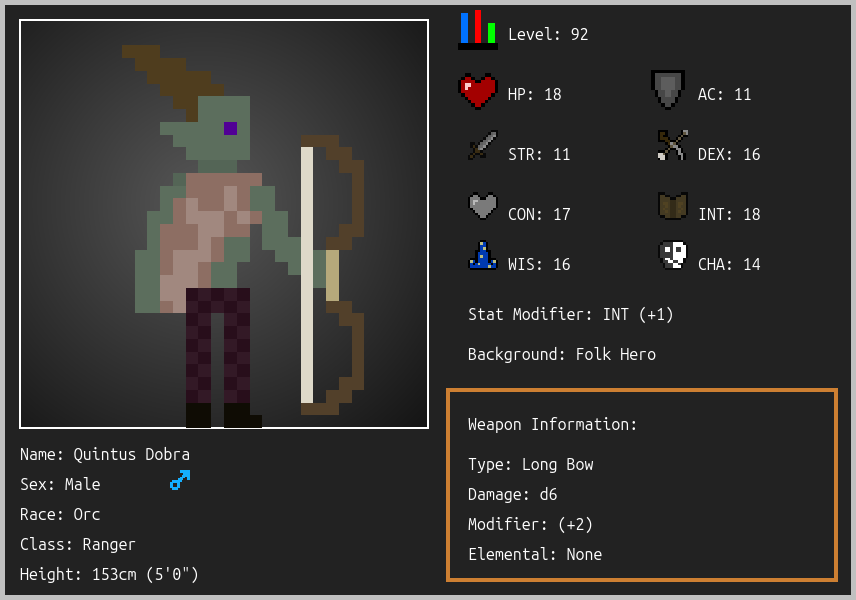 Level: 92
HP: 18
AC: 11
STR: 11
DEX: 16
CON: 17
INT: 18
WIS: 16
CHA: 14
Stat Modifier: INT (+1)
Background: Folk Hero
Weapon Information:
Type: Long Bow
Damage: d6
Modifier: (+2)
Elemental: None
Name: Quintus Dobra
Sex: Male
Race: Orc
Class: Ranger
Height: 153cm (5'0")